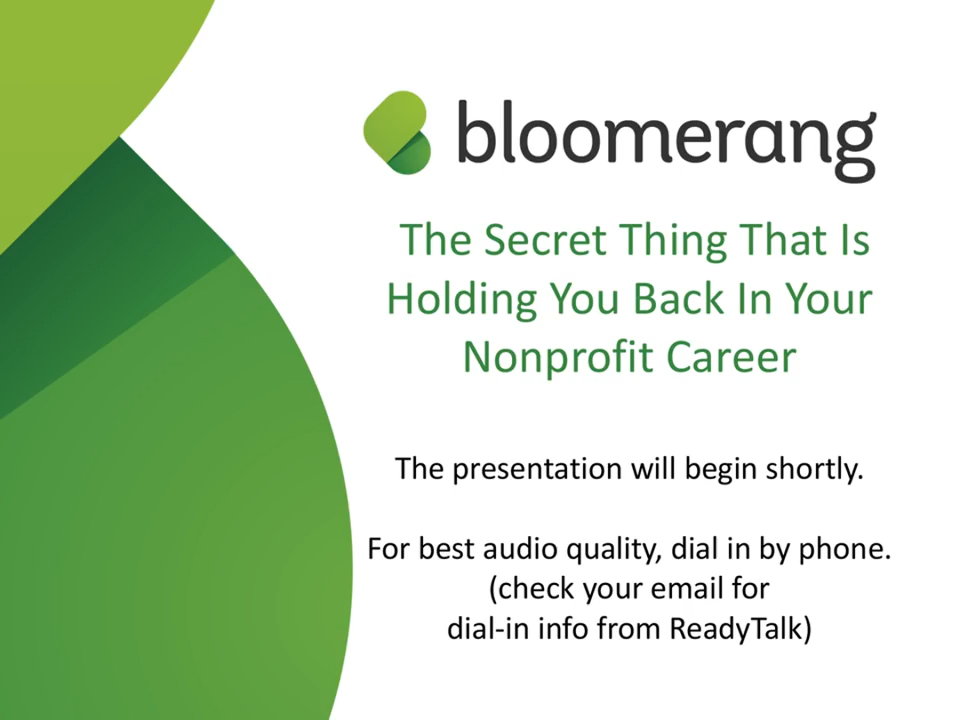 bloomerang
The Secret Thing That Is
Holding You Back In Your
Nonprofit Career
The presentation will begin shortly.
For best audio quality, dial in by phone.
(check your email for
dial-in info from ReadyTalk)